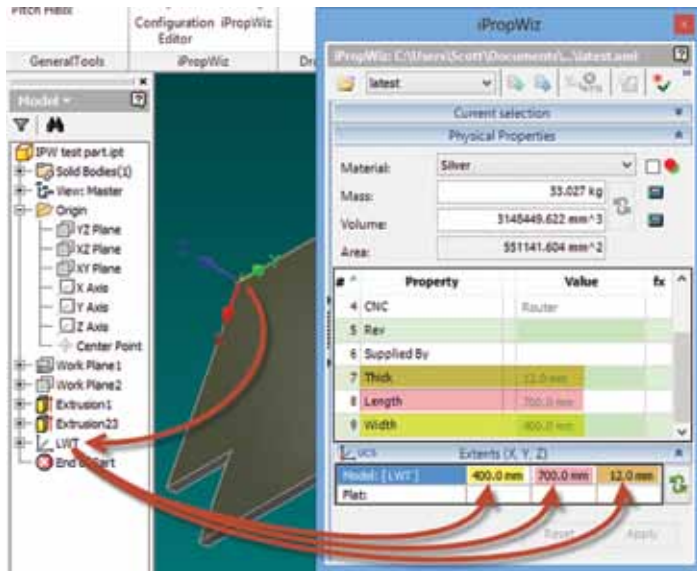 Pitch Helix
Configuration iPropWiz
Editor
GeneralTools
iPropWiz
Model
IPW test part.ipt
Solid Bodies(1)
View: Master
Origin
YZ Plane
XZ Plane
XY Plane
X Axis
Y Axis
Z Axis
Center Point
Work Plane1
Work Plane2
Extrusion1
Extrusion23
LWT
End of Part
iPropWiz
iPropWiz: C:\Users\Scott\Documents\...\latest.xml
latest
Current selection
Physical Properties
Material: Silver
Mass: 33.027 kg
Volume: 3148449.622 mm^3
Area: 551141.604 mm^2
# Property Value fx
4 CNC Router
5 Rev
6 Supplied By
7 Thick 12.0 mm
8 Length 700.0 mm
9 Width 400.0 mm
UCS Extents (X, Y, Z)
Model: [LWT] 400.0 mm 700.0 mm 12.0 mm
Flat:
Reset Apply